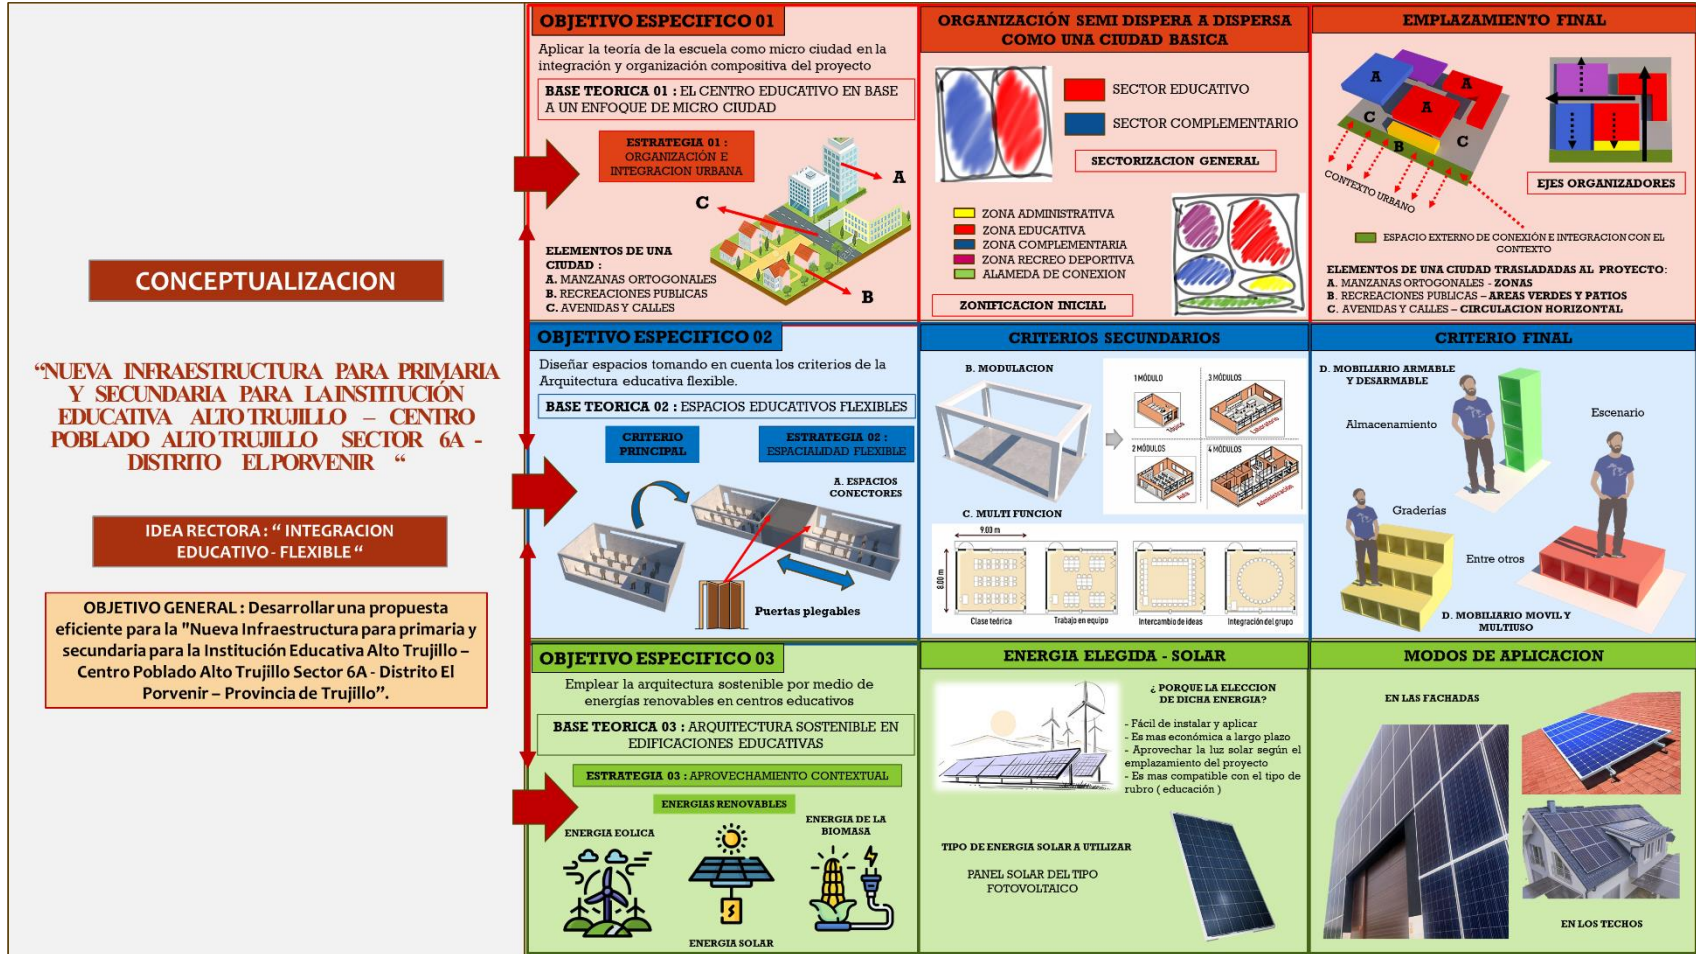 CONCEPTUALIZACION
“NUEVA INFRAESTRUCTURA PARA PRIMARIA
Y SECUNDARIA PARA LA INSTITUCIÓN
EDUCATIVA ALTO TRUJILLO – CENTRO
POBLADO ALTO TRUJILLO SECTOR 6A -
DISTRITO EL PORVENIR “
IDEA RECTORA : “ INTEGRACION
EDUCATIVO - FLEXIBLE “
OBJETIVO GENERAL : Desarrollar una propuesta
eficiente para la "Nueva Infraestructura para primaria y
secundaria para la Institución Educativa Alto Trujillo –
Centro Poblado Alto Trujillo Sector 6A - Distrito El
Porvenir – Provincia de Trujillo”.
OBJETIVO ESPECIFICO 01
Aplicar la teoría de la escuela como micro ciudad en la
integración y organización compositiva del proyecto
BASE TEORICA 01 : EL CENTRO EDUCATIVO EN BASE
A UN ENFOQUE DE MICRO CIUDAD
ESTRATEGIA 01 :
ORGANIZACIÓN E
INTEGRACION URBANA
A
C
B
ELEMENTOS DE UNA
CIUDAD :
A. MANZANAS ORTOGONALES
B. RECREACIONES PUBLICAS
C. AVENIDAS Y CALLES
ORGANIZACIÓN SEMI DISPERA A DISPERSA
COMO UNA CIUDAD BASICA
SECTOR EDUCATIVO
SECTOR COMPLEMENTARIO
SECTORIZACION GENERAL
ZONA ADMINISTRATIVA
ZONA EDUCATIVA
ZONA COMPLEMENTARIA
ZONA RECREO DEPORTIVA
ALAMEDA DE CONEXION
ZONIFICACION INICIAL
EMPLAZAMIENTO FINAL
A
A
A
C
C
B
CONTEXTO URBANO
EJES ORGANIZADORES
ESPACIO EXTERNO DE CONEXIÓN E INTEGRACION CON EL
CONTEXTO
ELEMENTOS DE UNA CIUDAD TRASLADADAS AL PROYECTO:
A. MANZANAS ORTOGONALES - ZONAS
B. RECREACIONES PUBLICAS – AREAS VERDES Y PATIOS
C. AVENIDAS Y CALLES – CIRCULACION HORIZONTAL
OBJETIVO ESPECIFICO 02
Diseñar espacios tomando en cuenta los criterios de la
Arquitectura educativa flexible.
BASE TEORICA 02 : ESPACIOS EDUCATIVOS FLEXIBLES
CRITERIO
PRINCIPAL
ESTRATEGIA 02 :
ESPACIALIDAD FLEXIBLE
A. ESPACIOS
CONECTORES
Puertas plegables
CRITERIOS SECUNDARIOS
B. MODULACION
1 MÓDULO
Tópico
3 MÓDULOS
Laboratorio
2 MÓDULOS
Aula
4 MÓDULOS
Administración
C. MULTI FUNCION
9.00 m
8.00 m
Clase teórica
Trabajo en equipo
Intercambio de ideas
Integración del grupo
CRITERIO FINAL
D. MOBILIARIO ARMABLE
Y DESARMABLE
Almacenamiento
Escenario
Graderías
Entre otros
D. MOBILIARIO MOVIL Y
MULTIUSO
OBJETIVO ESPECIFICO 03
Emplear la arquitectura sostenible por medio de
energías renovables en centros educativos
BASE TEORICA 03 : ARQUITECTURA SOSTENIBLE EN
EDIFICACIONES EDUCATIVAS
ESTRATEGIA 03 : APROVECHAMIENTO CONTEXTUAL
ENERGIAS RENOVABLES
ENERGIA EOLICA
ENERGIA SOLAR
ENERGIA DE LA
BIOMASA
ENERGIA ELEGIDA - SOLAR
¿ PORQUE LA ELECCION
DE DICHA ENERGIA?
- Fácil de instalar y aplicar
- Es mas económica a largo plazo
- Aprovechar la luz solar según el
emplazamiento del proyecto
- Es mas compatible con el tipo de
rubro ( educación )
TIPO DE ENERGIA SOLAR A UTILIZAR
PANEL SOLAR DEL TIPO
FOTOVOLTAICO
MODOS DE APLICACION
EN LAS FACHADAS
EN LOS TECHOS